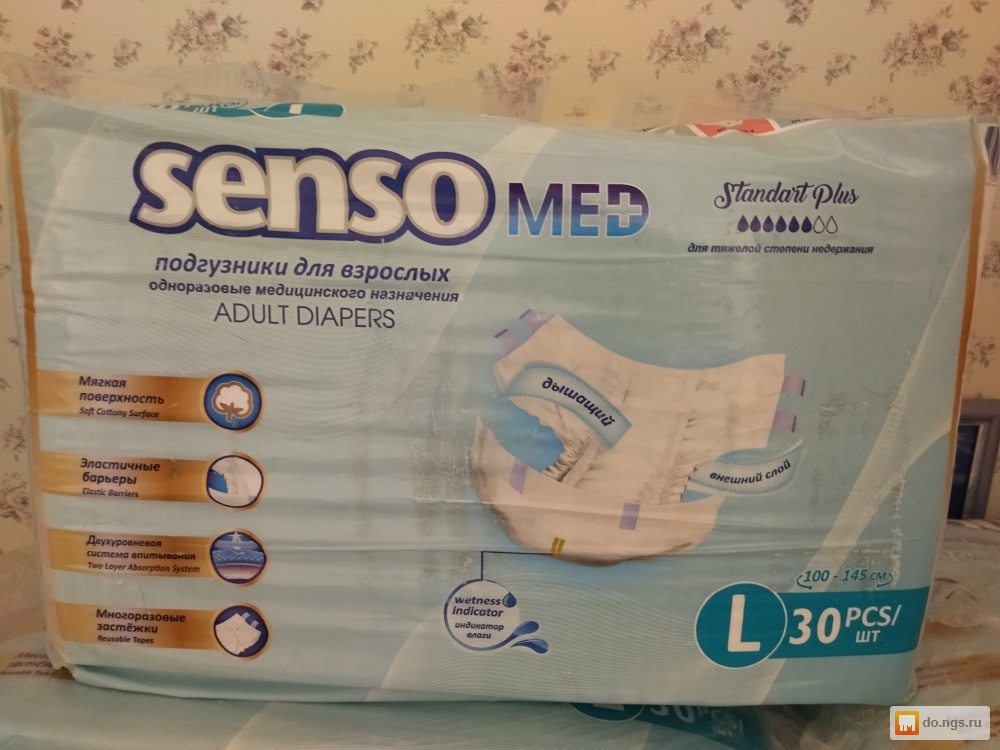 senso MED
Standart Plus
для тяжелой степени недержания
подгузники для взрослых
одноразовые медицинского назначения
ADULT DIAPERS
Мягкая
поверхность
Soft Cottony Surface
Эластичные
барьеры
Elastic Barriers
Двухуровневая
система впитывания
Two Layer Absorption System
Многоразовые
застёжки
Reusable Tapes
дышащий
внешний слой
wetness
indicator
индикатор
влаги
100 - 145 см
L 30 PCS/
ШТ
do.ngs.ru